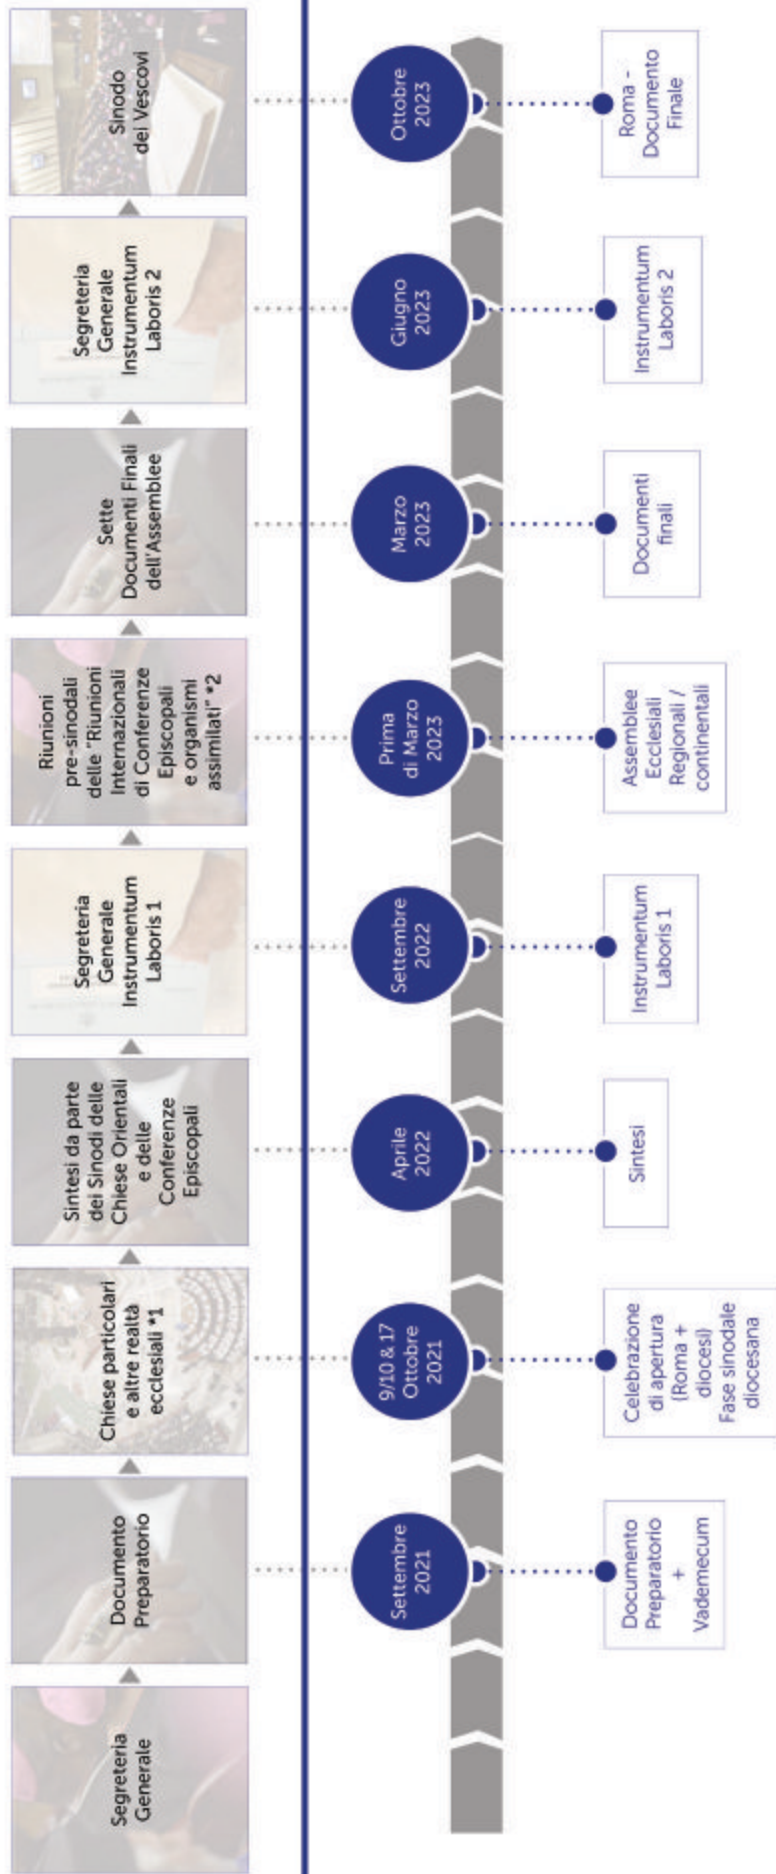 Segreteria
Generale
Documento
Preparatorio
Chiese particolari
e altre realtà
ecclesiali *1
Sintesi da parte
dei Sinodi delle
Chiese Orientali
e delle
Conferenze
Episcopali
Segreteria
Generale
Instrumentum
Laboris 1
Riunioni
pre-sinodali
delle "Riunioni
Internazionali
di Conferenze
Episcopali
e organismi
assimilati" *2
Sette
Documenti Finali
dell'Assemblee
Segreteria
Generale
Instrumentum
Laboris 2
Sinodo
dei Vescovi
Settembre
2021
9/10 & 17
Ottobre
2021
Aprile
2022
Settembre
2022
Prima
di Marzo
2023
Marzo
2023
Giugno
2023
Ottobre
2023
Documento
Preparatorio
+
Vademecum
Celebrazione
di apertura
(Roma +
diocesi)
Fase sinodale
diocesana
Sintesi
Instrumentum
Laboris 1
Assemblee
Ecclesiali
Regionali /
continentali
Documenti
finali
Instrumentum
Laboris 2
Roma -
Documento
Finale